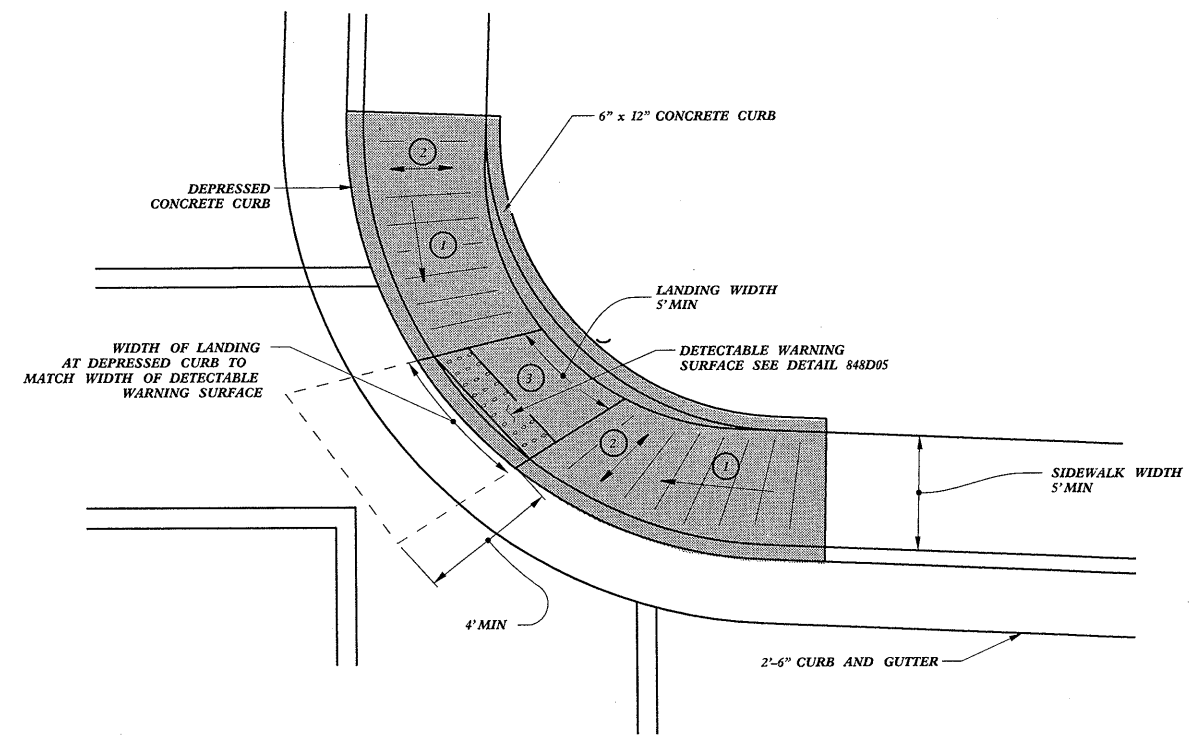 6" x 12" CONCRETE CURB
2
DEPRESSED
CONCRETE CURB
1
LANDING WIDTH
5' MIN
WIDTH OF LANDING
AT DEPRESSED CURB TO
MATCH WIDTH OF DETECTABLE
WARNING SURFACE
DETECTABLE WARNING
SURFACE SEE DETAIL 848D05
3
2
1
SIDEWALK WIDTH
5' MIN
4' MIN
2'-6" CURB AND GUTTER